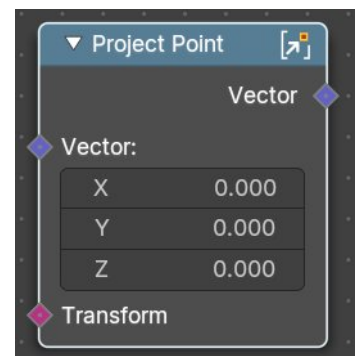 Project Point
Vector
Vector:
X 0.000
Y 0.000
Z 0.000
Transform